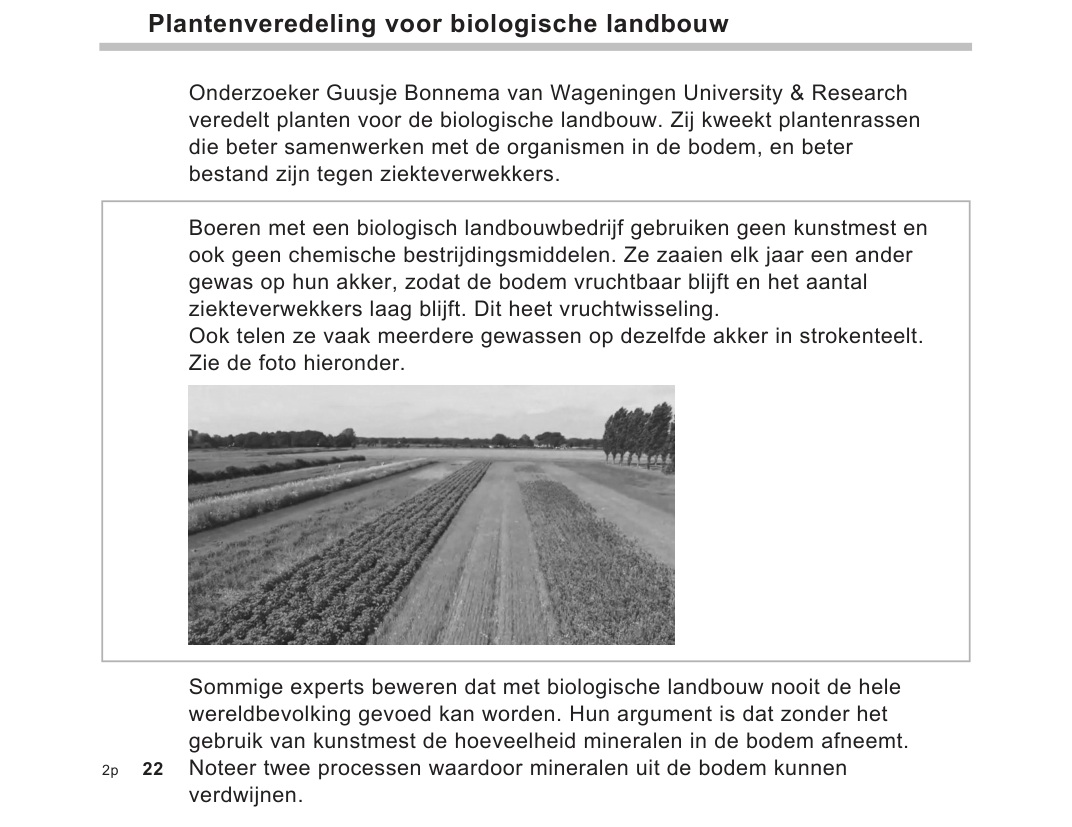 Plantenveredeling voor biologische landbouw
Onderzoeker Guusje Bonnema van Wageningen University & Research
veredelt planten voor de biologische landbouw. Zij kweekt plantenrassen
die beter samenwerken met de organismen in de bodem, en beter
bestand zijn tegen ziekteverwekkers.
Boeren met een biologisch landbouwbedrijf gebruiken geen kunstmest en
ook geen chemische bestrijdingsmiddelen. Ze zaaien elk jaar een ander
gewas op hun akker, zodat de bodem vruchtbaar blijft en het aantal
ziekteverwekkers laag blijft. Dit heet vruchtwisseling.
Ook telen ze vaak meerdere gewassen op dezelfde akker in strokenteelt.
Zie de foto hieronder.
Sommige experts beweren dat met biologische landbouw nooit de hele
wereldbevolking gevoed kan worden. Hun argument is dat zonder het
gebruik van kunstmest de hoeveelheid mineralen in de bodem afneemt.
2p 22 Noteer twee processen waardoor mineralen uit de bodem kunnen
verdwijnen.